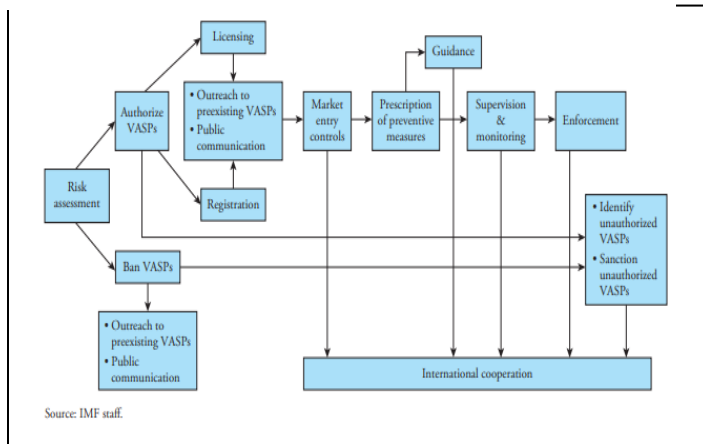 Licensing
Guidance
• Outreach to
preexisting VASPs
• Public
communication
Authorize
VASPs
Market
entry
controls
Prescription
of preventive
measures
Supervision
&
monitoring
Enforcement
Risk
assessment
Registration
• Identify
unauthorized
VASPs
• Sanction
unauthorized
VASPs
Ban VASPs
• Outreach to
preexisting VASPs
• Public
communication
International cooperation
Source: IMF staff.